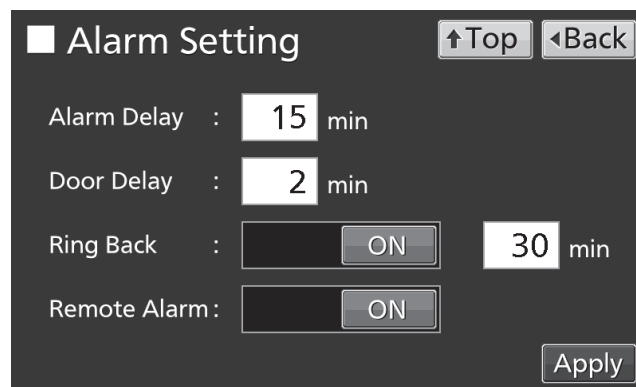 Alarm Setting ↑Top ◂Back
Alarm Delay : 15 min
Door Delay : 2 min
Ring Back : ON 30 min
Remote Alarm: ON
Apply